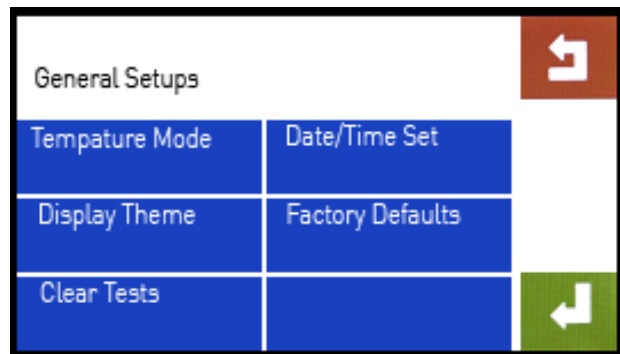 General Setups
Tempature Mode
Date/Time Set
Display Theme
Factory Defaults
Clear Tests